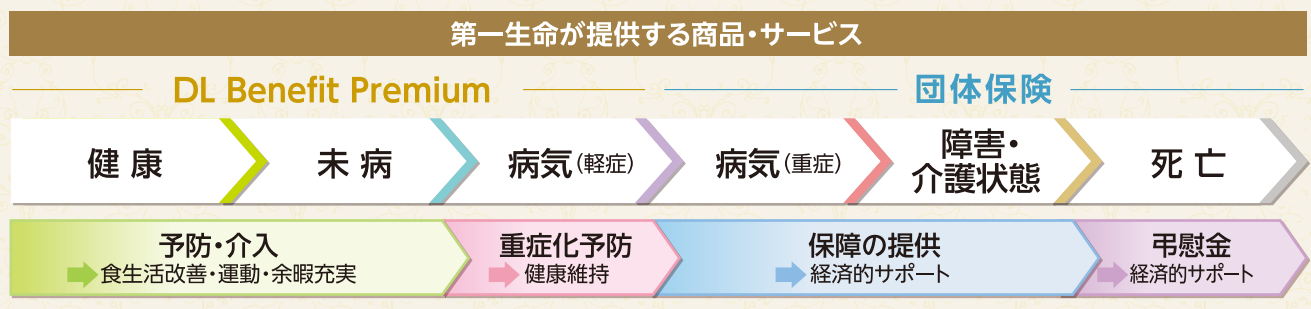 第一生命が提供する商品・サービス
DL Benefit Premium
団体保険
健康
未病
病気(軽症)
病気(重症)
障害・
介護状態
死亡
予防・介入
食生活改善・運動・余暇充実
重症化予防
健康維持
保障の提供
経済的サポート
弔慰金
経済的サポート